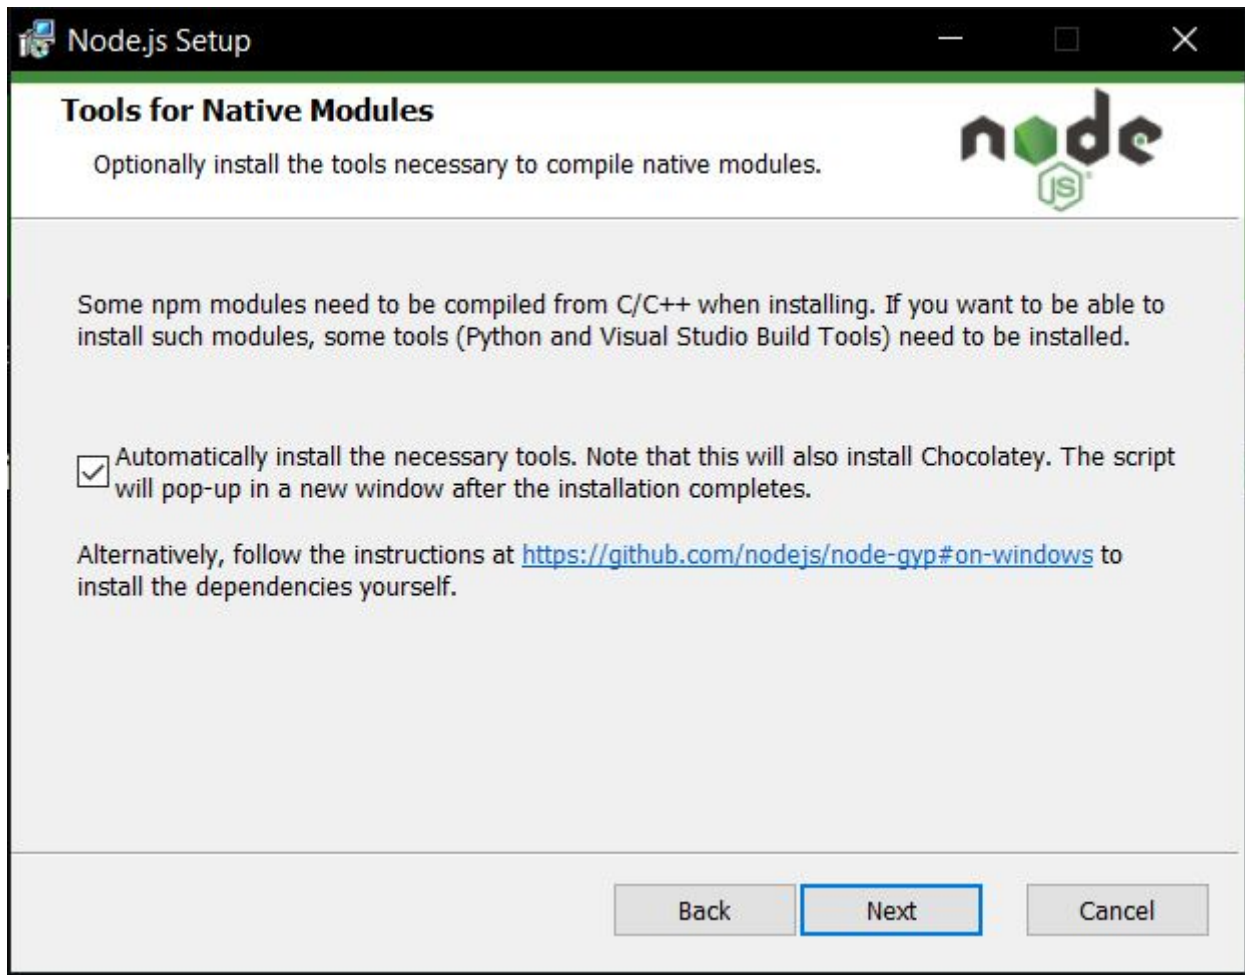 Node.js Setup
Tools for Native Modules
Optionally install the tools necessary to compile native modules.
node
JS
Some npm modules need to be compiled from C/C++ when installing. If you want to be able to
install such modules, some tools (Python and Visual Studio Build Tools) need to be installed.
Automatically install the necessary tools. Note that this will also install Chocolatey. The script
will pop-up in a new window after the installation completes.
Alternatively, follow the instructions at https://github.com/nodejs/node-gyp#on-windows to
install the dependencies yourself.
Back
Next
Cancel